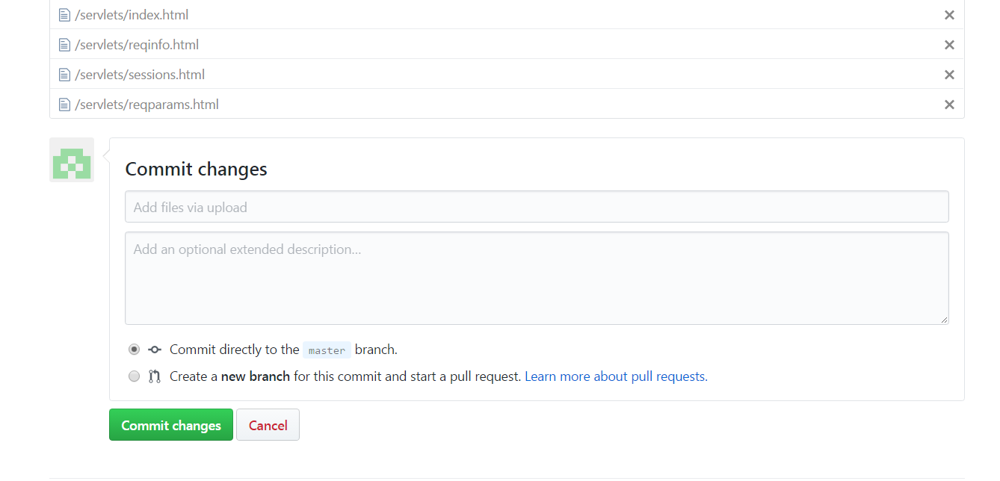 /servlets/index.html
/servlets/reqinfo.html
/servlets/sessions.html
/servlets/reqparams.html
Commit changes
Add files via upload
Add an optional extended description...
Commit directly to the master branch.
Create a new branch for this commit and start a pull request. Learn more about pull requests.
Commit changes Cancel